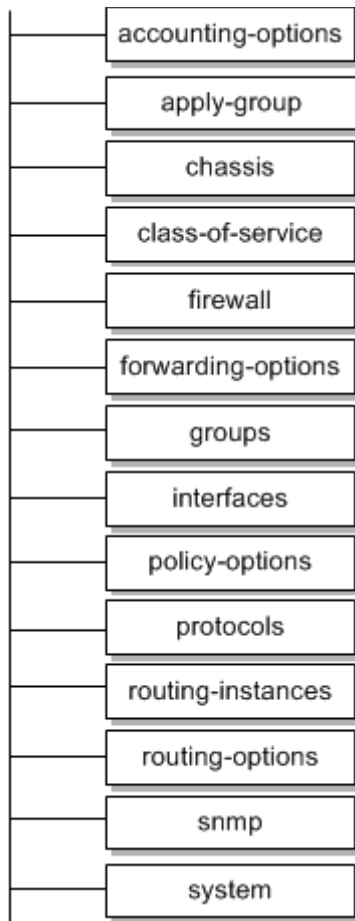 accounting-options
apply-group
chassis
class-of-service
firewall
forwarding-options
groups
interfaces
policy-options
protocols
routing-instances
routing-options
snmp
system